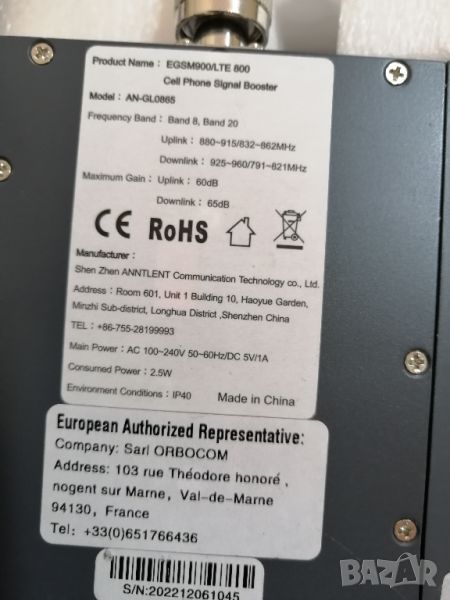 Product Name : EGSM900/LTE 800
Cell Phone Signal Booster
Model : AN-GL0865
Frequency Band : Band 8, Band 20
Uplink : 880~915/832~862MHz
Downlink : 925~960/791~821MHz
Maximum Gain : Uplink : 60dB
Downlink : 65dB
CE RoHS
Manufacturer :
Shen Zhen ANNTLENT Communication Technology co., Ltd.
Address : Room 601, Unit 1 Building 10, Haoyue Garden,
Minzhi Sub-district, Longhua District ,Shenzhen China
TEL : +86-755-28199993
Main Power : AC 100~240V 50~60Hz/DC 5V/1A
Consumed Power : 2.5W
Environment Conditions : IP40
Made in China
European Authorized Representative:
Company: Sarl ORBOCOM
Address: 103 rue Théodore honoré ,
nogent sur Marne, Val-de-Marne
94130, France
Tel: +33(0)651766436
S/N:202212061045
BAZAR.BG